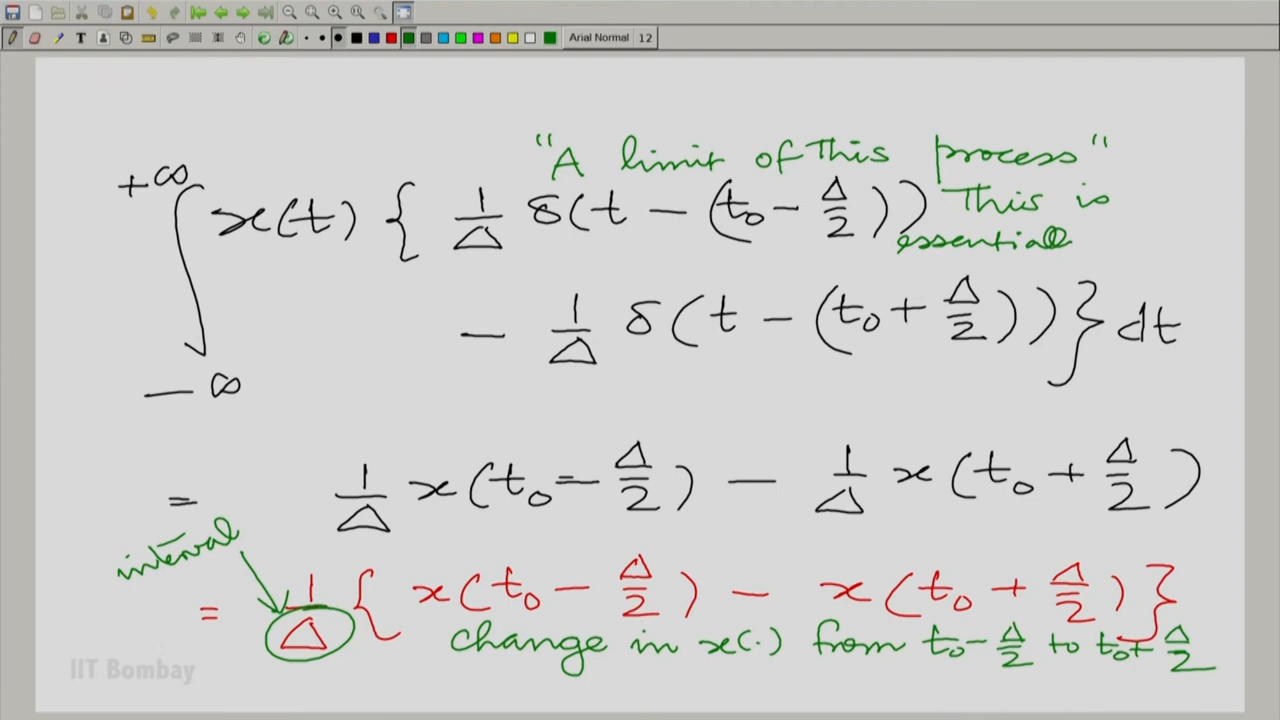 Arial Normal 12
"A limit of this process"
This is
essentiall
+∞
∫ x(t) { 1/Δ δ(t − (t₀ − Δ/2))
− 1/Δ δ(t − (t₀ + Δ/2)) } dt
− ∞
= 1/Δ x(t₀ − Δ/2) − 1/Δ x(t₀ + Δ/2)
interval
= 1/Δ { x(t₀ − Δ/2) − x(t₀ + Δ/2) }
change in x(·) from t₀ − Δ/2 to t₀ + Δ/2
IIT Bombay